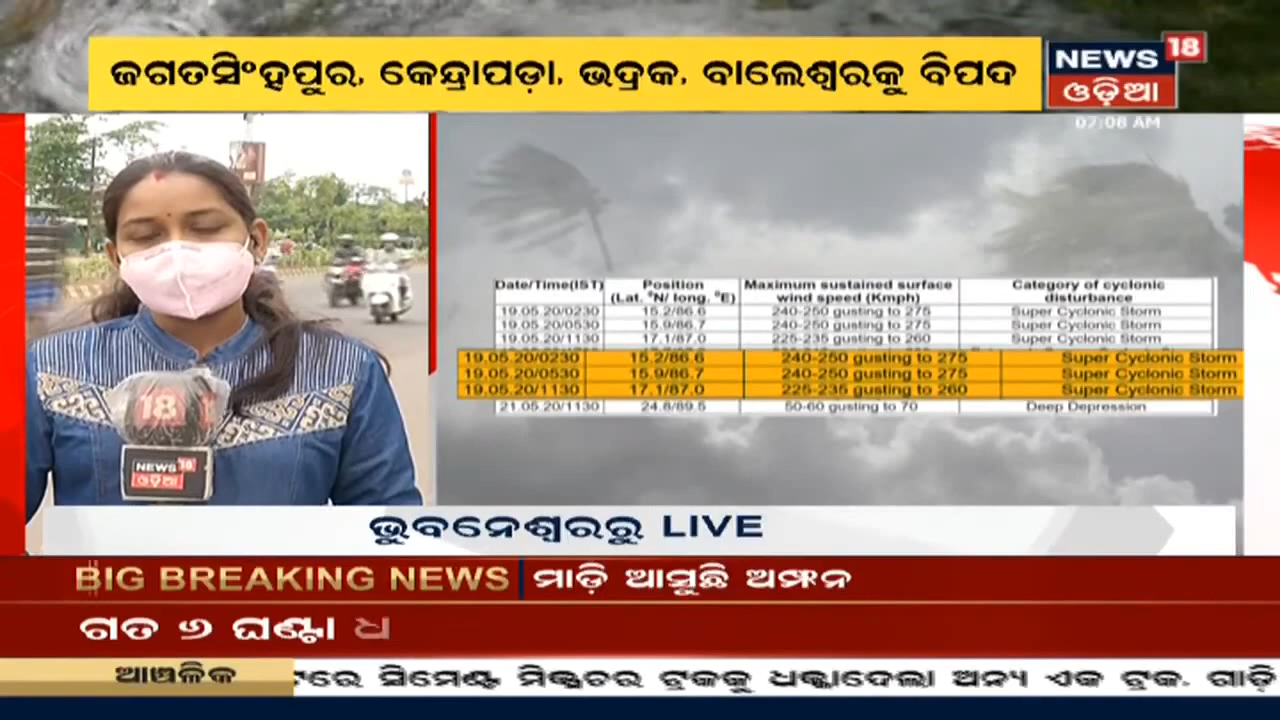 ଜଗତସିଂହପୁର, କେନ୍ଦ୍ରାପଡ଼ା, ଭଦ୍ରକ, ବାଲେଶ୍ୱରକୁ ବିପଦ
NEWS 18
ଓଡ଼ିଆ
07:08 AM
Date/Time(IST) Position (Lat. ⁰N/ long. ⁰E) Maximum sustained surface wind speed (Kmph) Category of cyclonic disturbance
19.05.20/0230 15.2/86.6 240-250 gusting to 275 Super Cyclonic Storm
19.05.20/0530 15.9/86.7 240-250 gusting to 275 Super Cyclonic Storm
19.05.20/1130 17.1/87.0 225-235 gusting to 260 Super Cyclonic Storm
19.05.20/0230 15.2/86.6 240-250 gusting to 275 Super Cyclonic Storm
19.05.20/0530 15.9/86.7 240-250 gusting to 275 Super Cyclonic Storm
19.05.20/1130 17.1/87.0 225-235 gusting to 260 Super Cyclonic Storm
21.05.20/1130 24.8/89.5 50-60 gusting to 70 Deep Depression
18
NEWS 18
ଓଡ଼ିଆ
ଭୁବନେଶ୍ୱରରୁ LIVE
BIG BREAKING NEWS ମାଡ଼ି ଆସୁଛି ଅମ୍ଫନ
ଗତ ୬ ଘଣ୍ଟା ଧ
ଆଞ୍ଚଳିକ ଟରେ ସିମେଣ୍ଟ ମିକ୍ସଚର ଟ୍ରକକୁ ଧକ୍କାଦେଲା ଅନ୍ୟ ଏକ ଟ୍ରକ. ଗାଡ଼ି